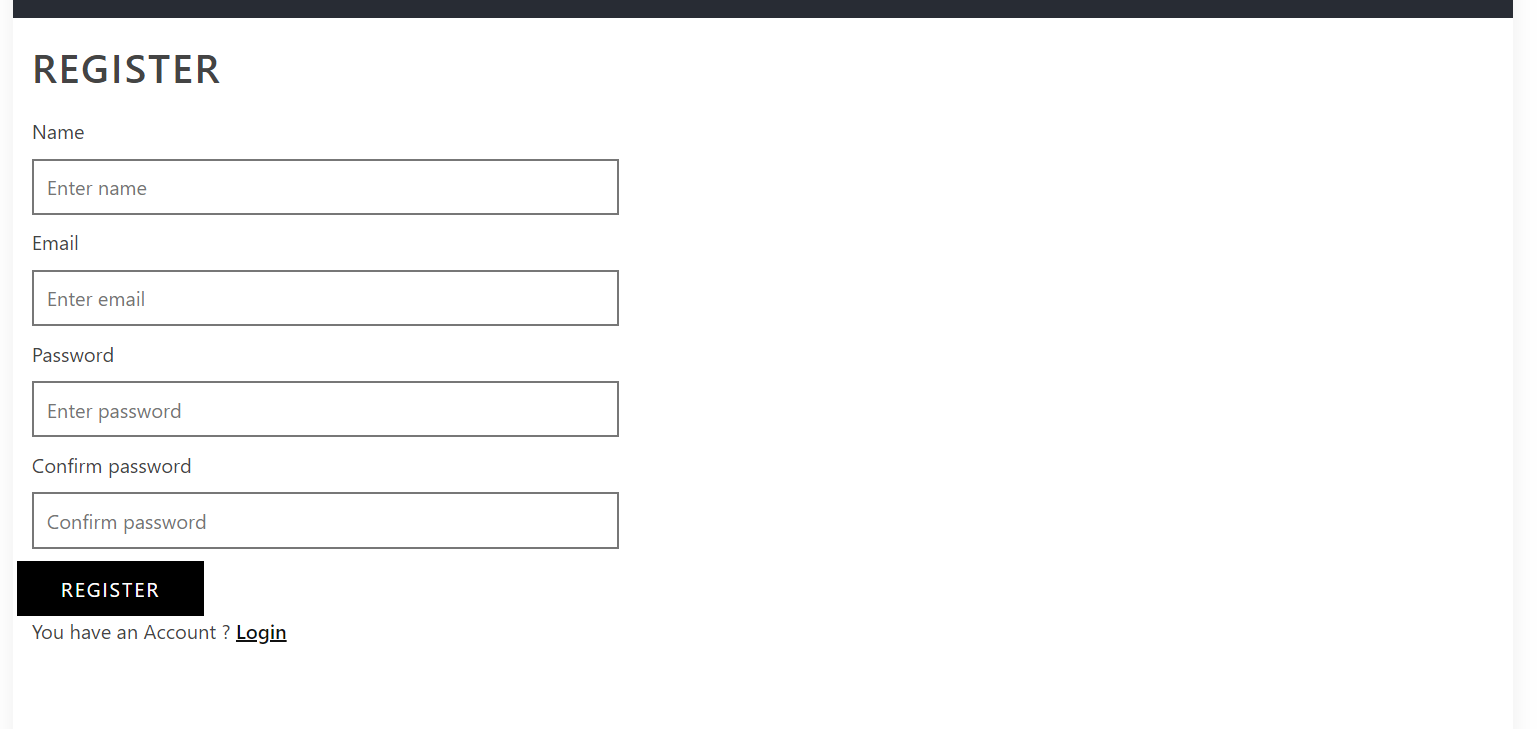 REGISTER
Name
Enter name
Email
Enter email
Password
Enter password
Confirm password
Confirm password
REGISTER
You have an Account ? Login